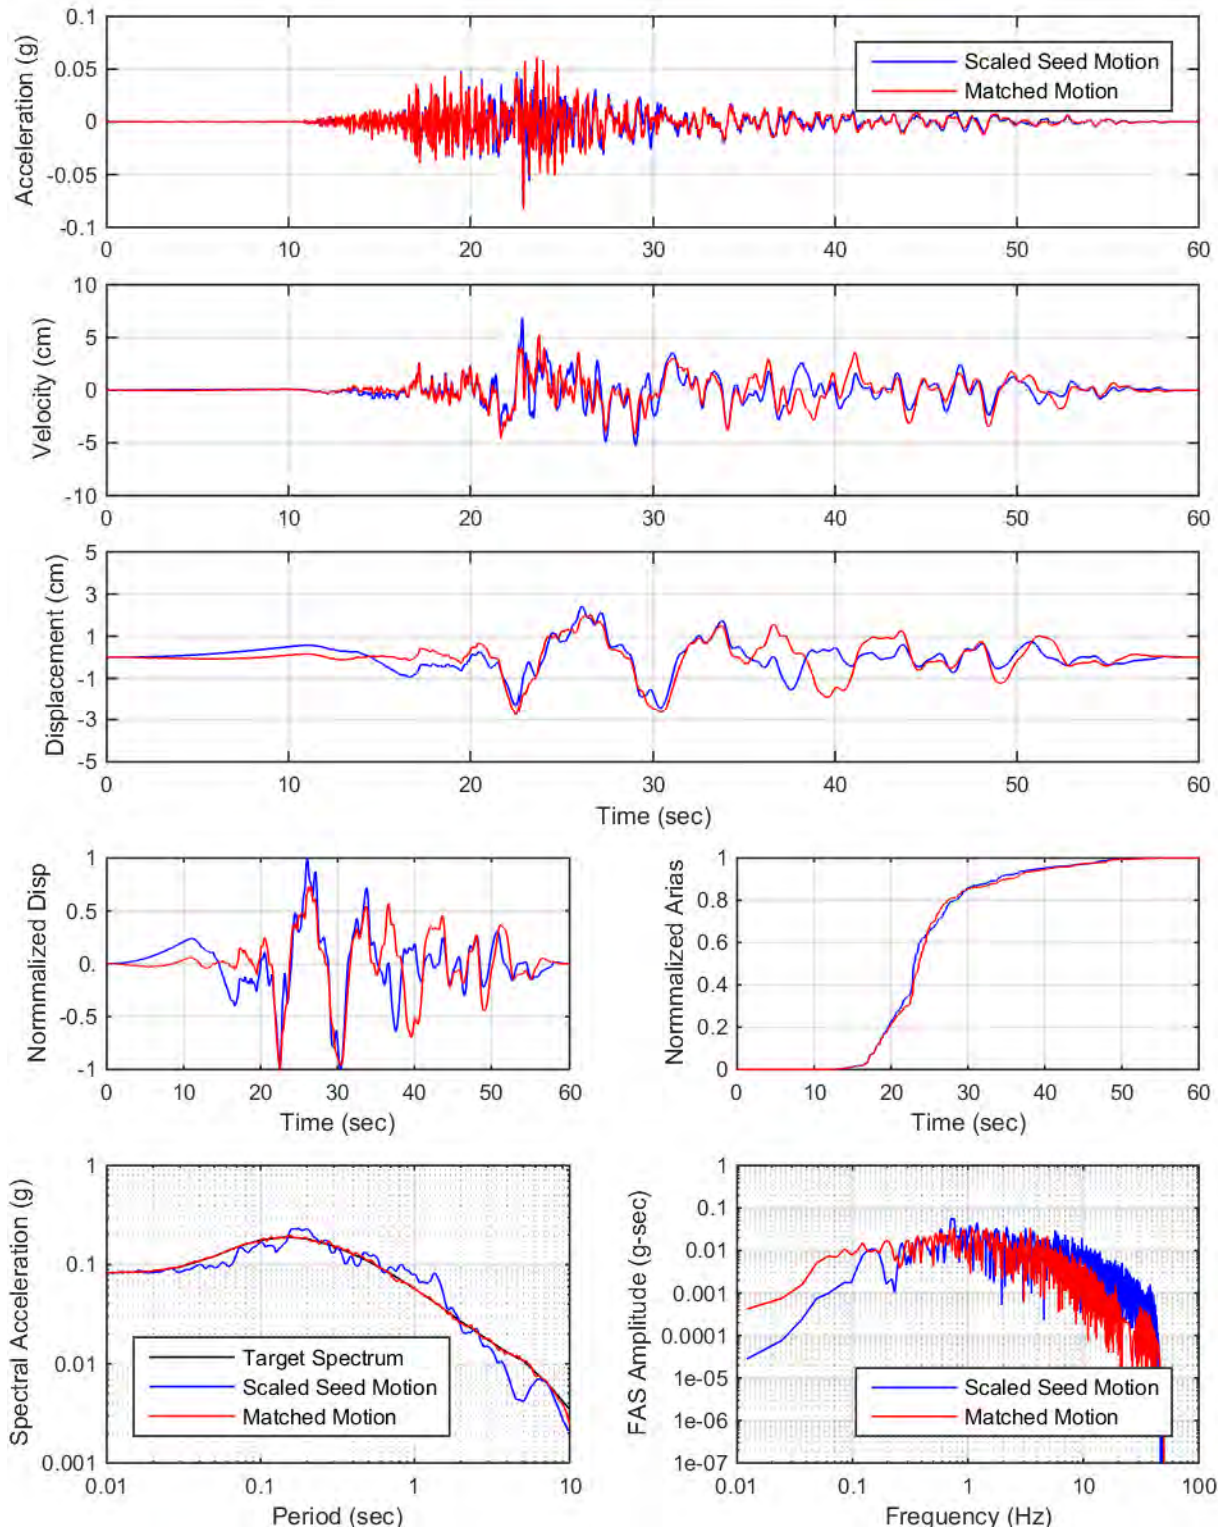 Acceleration (g)
0.1
0.05
0
-0.05
-0.1
Scaled Seed Motion
Matched Motion
0 10 20 30 40 50 60
Velocity (cm)
10
5
0
-5
-10
0 10 20 30 40 50 60
Displacement (cm)
5
3
1
-1
-3
-5
0 10 20 30 40 50 60
Time (sec)
Normmalized Disp
1
0.5
0
-0.5
-1
0 10 20 30 40 50 60
Time (sec)
Normmalized Arias
1
0.8
0.6
0.4
0.2
0
0 10 20 30 40 50 60
Time (sec)
Spectral Acceleration (g)
1
0.1
0.01
0.001
Target Spectrum
Scaled Seed Motion
Matched Motion
0.01 0.1 1 10
Period (sec)
FAS Amplitude (g-sec)
1
0.1
0.01
0.001
0.0001
1e-05
1e-06
1e-07
Scaled Seed Motion
Matched Motion
0.01 0.1 1 10 100
Frequency (Hz)